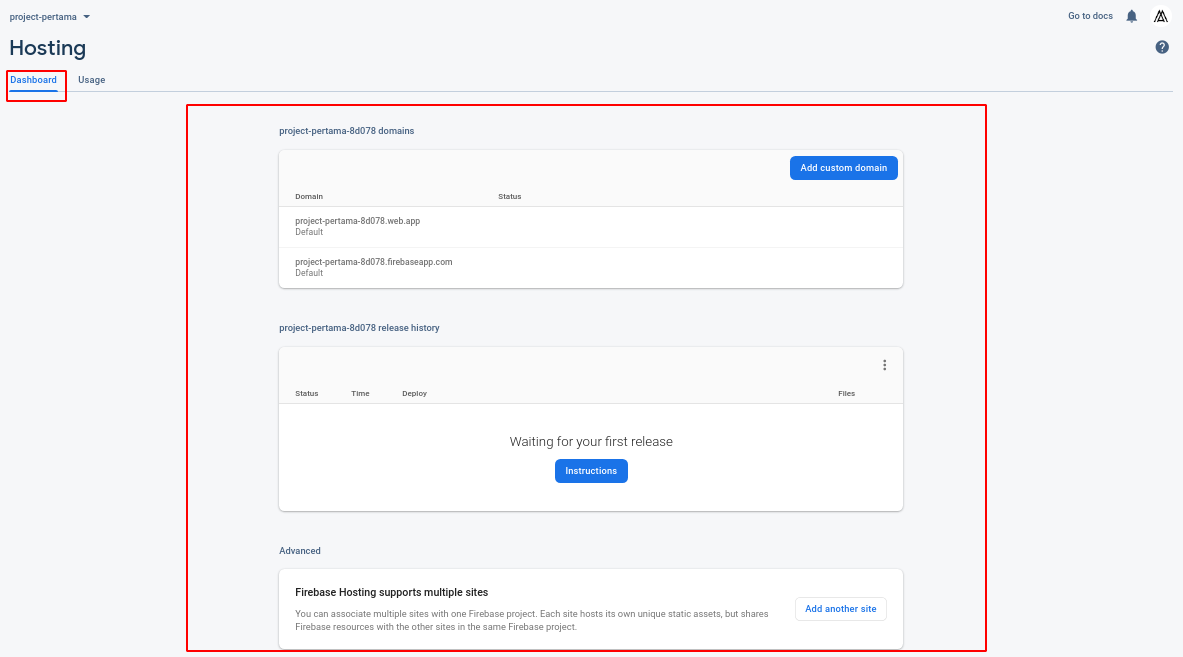 project-pertama
Go to docs
Hosting
Dashboard
Usage
project-pertama-8d078 domains
Add custom domain
Domain
Status
project-pertama-8d078.web.app
Default
project-pertama-8d078.firebaseapp.com
Default
project-pertama-8d078 release history
Status
Time
Deploy
Files
Waiting for your first release
Instructions
Advanced
Firebase Hosting supports multiple sites
You can associate multiple sites with one Firebase project. Each site hosts its own unique static assets, but shares
Firebase resources with the other sites in the same Firebase project.
Add another site